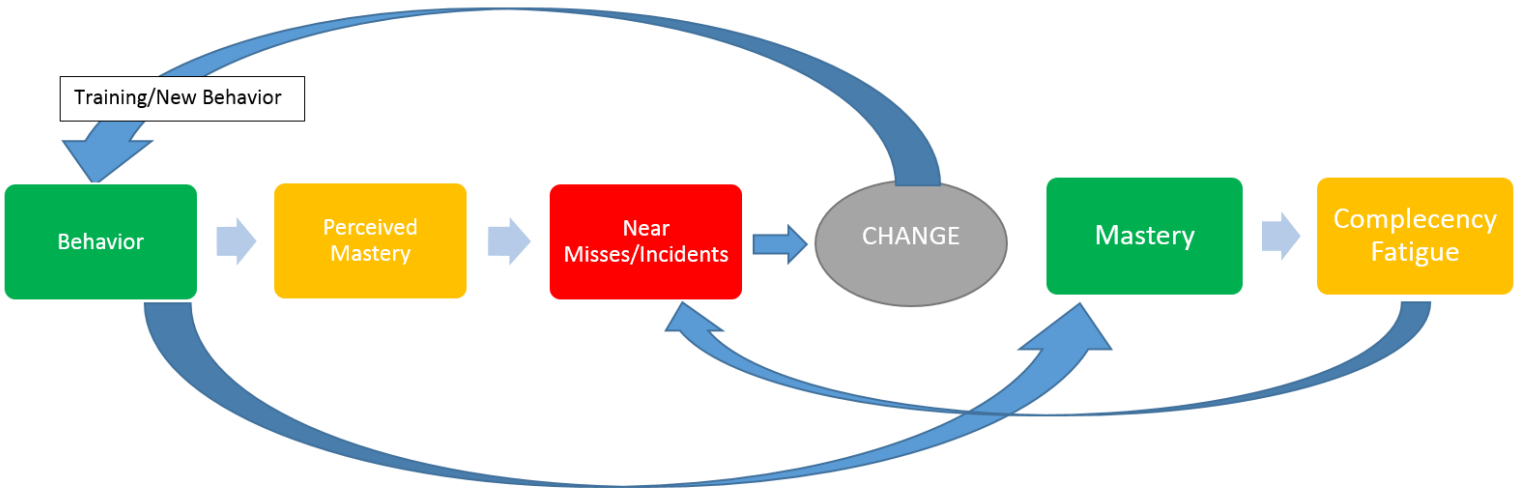 Training/New Behavior
Behavior
Perceived
Mastery
Near
Misses/Incidents
CHANGE
Mastery
Complecency
Fatigue